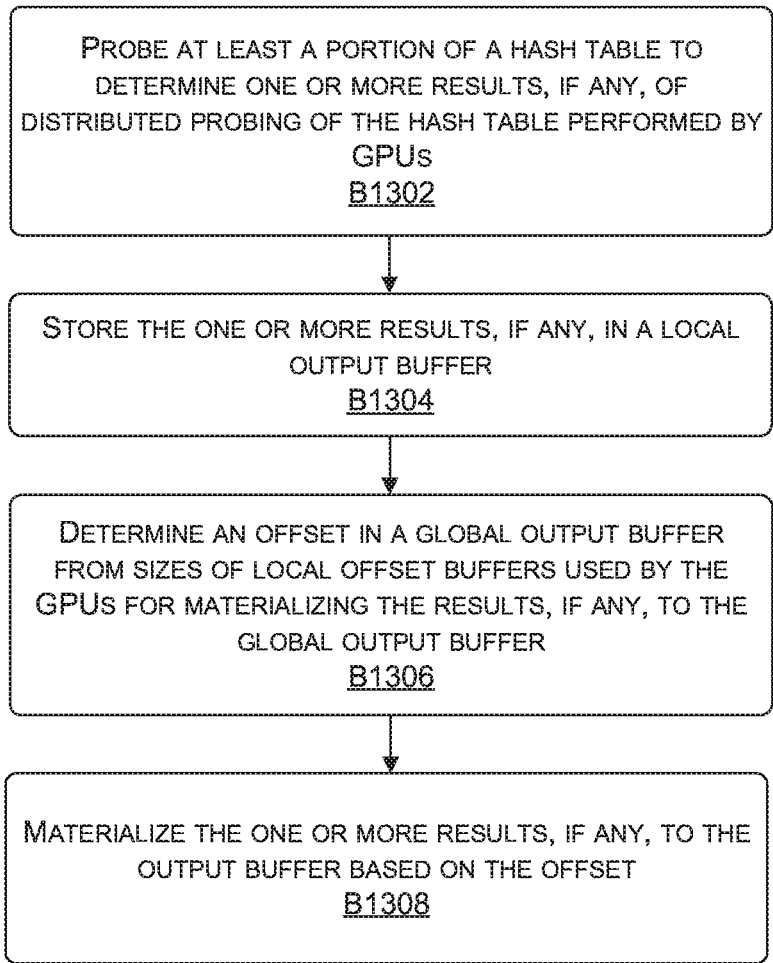 PROBE AT LEAST A PORTION OF A HASH TABLE TO
DETERMINE ONE OR MORE RESULTS, IF ANY, OF
DISTRIBUTED PROBING OF THE HASH TABLE PERFORMED BY
GPUS
B1302
STORE THE ONE OR MORE RESULTS, IF ANY, IN A LOCAL
OUTPUT BUFFER
B1304
DETERMINE AN OFFSET IN A GLOBAL OUTPUT BUFFER
FROM SIZES OF LOCAL OFFSET BUFFERS USED BY THE
GPUS FOR MATERIALIZING THE RESULTS, IF ANY, TO THE
GLOBAL OUTPUT BUFFER
B1306
MATERIALIZE THE ONE OR MORE RESULTS, IF ANY, TO THE
OUTPUT BUFFER BASED ON THE OFFSET
B1308